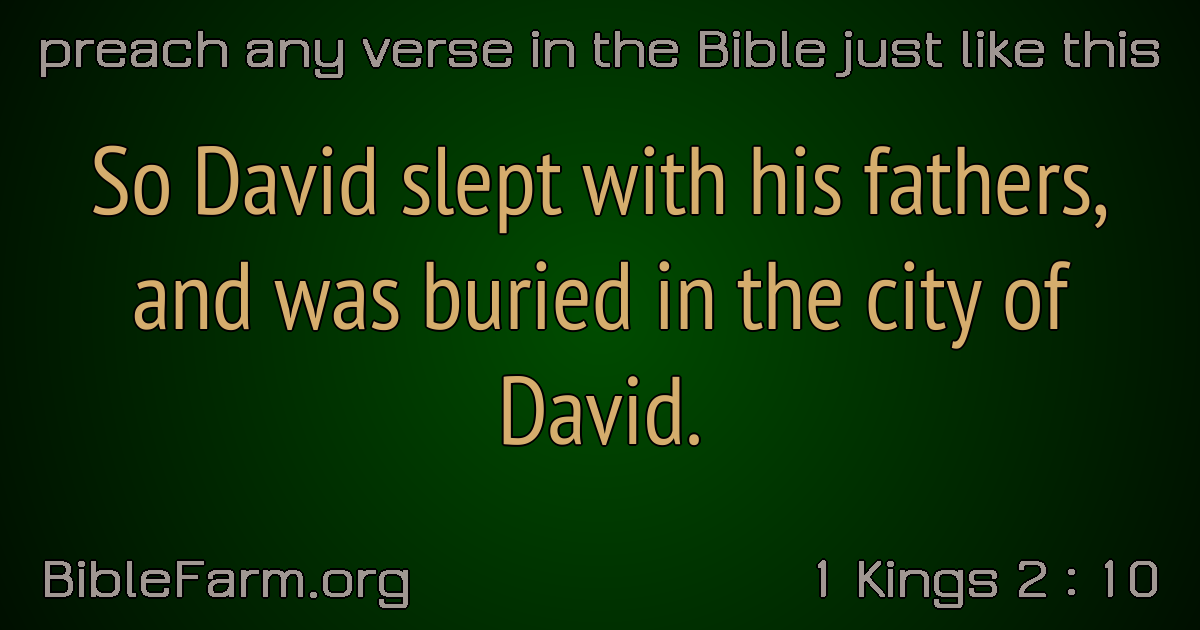 preach any verse in the Bible just like this
So David slept with his fathers,
and was buried in the city of
David.
BibleFarm.org
1 Kings 2 : 10